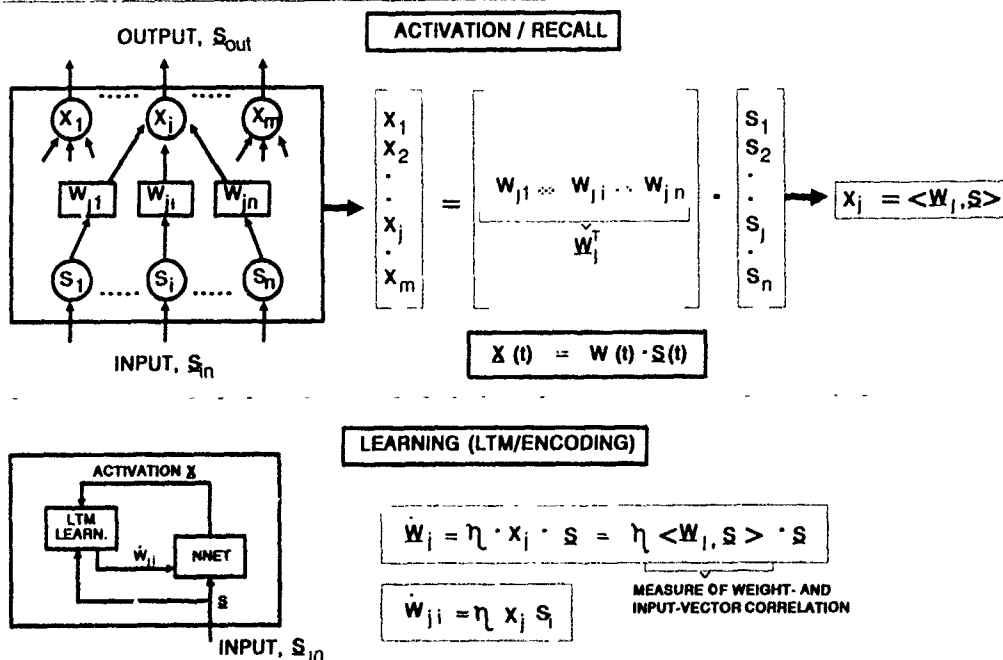 ACTIVATION / RECALL
OUTPUT, S_out
X_1 ..... X_j ..... X_m
W_j1 W_ji W_jn
S_1 ..... S_i ..... S_n
INPUT, S_in
X_1
X_2
.
.
X_j
.
X_m
=
W_j1 ... W_ji .. W_jn
W_j^T
.
S_1
S_2
.
.
S_j
.
S_n
X_j = <W_j, S>
X (t) = W (t) · S (t)
LEARNING (LTM/ENCODING)
ACTIVATION X
LTM
LEARN.
Ẇ_ji
NNET
S
INPUT, S_in
Ẇ_j = η · X_j · S = η <W_j, S> · S
MEASURE OF WEIGHT- AND
INPUT-VECTOR CORRELATION
Ẇ_ji = η X_j S_i